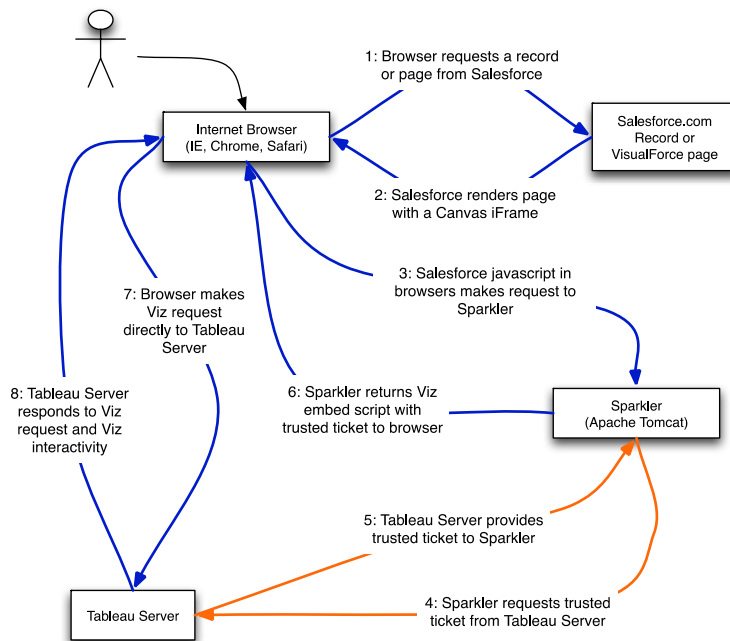 1: Browser requests a record
or page from Salesforce
Internet Browser
(IE, Chrome, Safari)
Salesforce.com
Record or
VisualForce page
2: Salesforce renders page
with a Canvas iFrame
3: Salesforce javascript in
browsers makes request to
Sparkler
7: Browser makes
Viz request
directly to Tableau
Server
8: Tableau Server
responds to Viz
request and Viz
interactivity
6: Sparkler returns Viz
embed script with
trusted ticket to browser
Sparkler
(Apache Tomcat)
5: Tableau Server provides
trusted ticket to Sparkler
Tableau Server
4: Sparkler requests trusted
ticket from Tableau Server